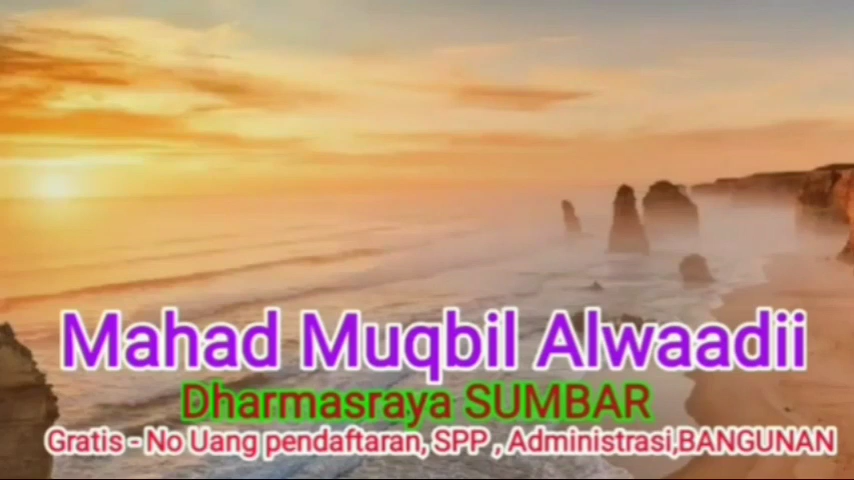 Mahad Muqbil Alwaadii
Dharmasraya SUMBAR
Gratis - No Uang pendaftaran, SPP , Administrasi,BANGUNAN